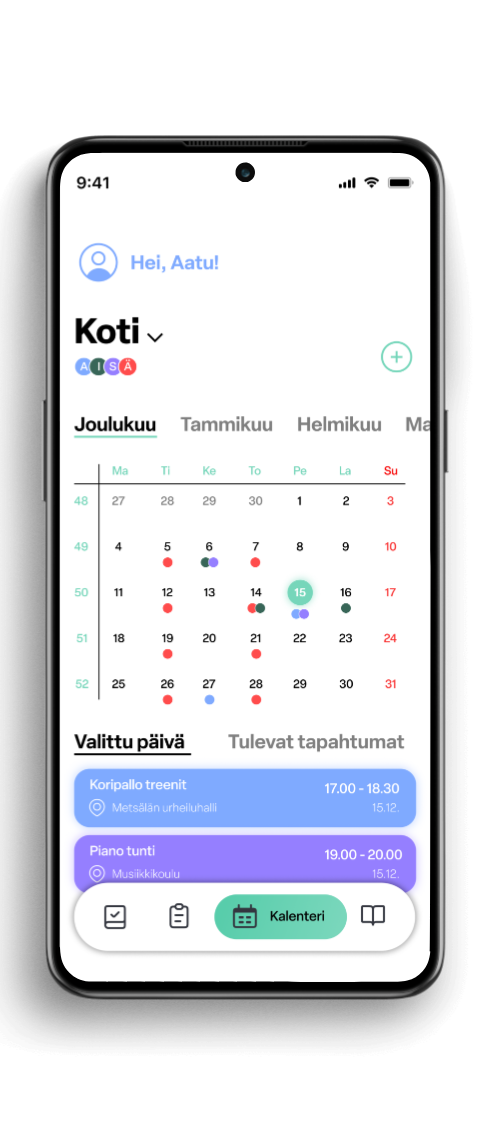 9:41
Hei, Aatu!
Koti
A I S Ä
Joulukuu Tammikuu Helmikuu Ma
Ma Ti Ke To Pe La Su
48 27 28 29 30 1 2 3
49 4 5 6 7 8 9 10
50 11 12 13 14 15 16 17
51 18 19 20 21 22 23 24
52 25 26 27 28 29 30 31
Valittu päivä Tulevat tapahtumat
Koripallo treenit 17.00 - 18.30
Metsälän urheiluhalli 15.12.
Piano tunti 19.00 - 20.00
Musiikkikoulu 15.12.
Kalenteri